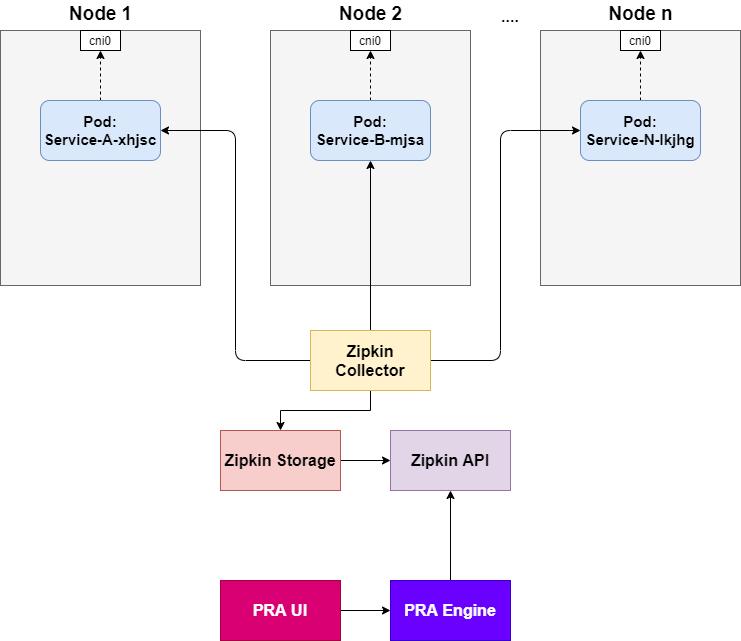 Node 1
Node 2
....
Node n
cni0
cni0
cni0
Pod:
Service-A-xhjsc
Pod:
Service-B-mjsa
Pod:
Service-N-lkjhg
Zipkin
Collector
Zipkin Storage
Zipkin API
PRA UI
PRA Engine